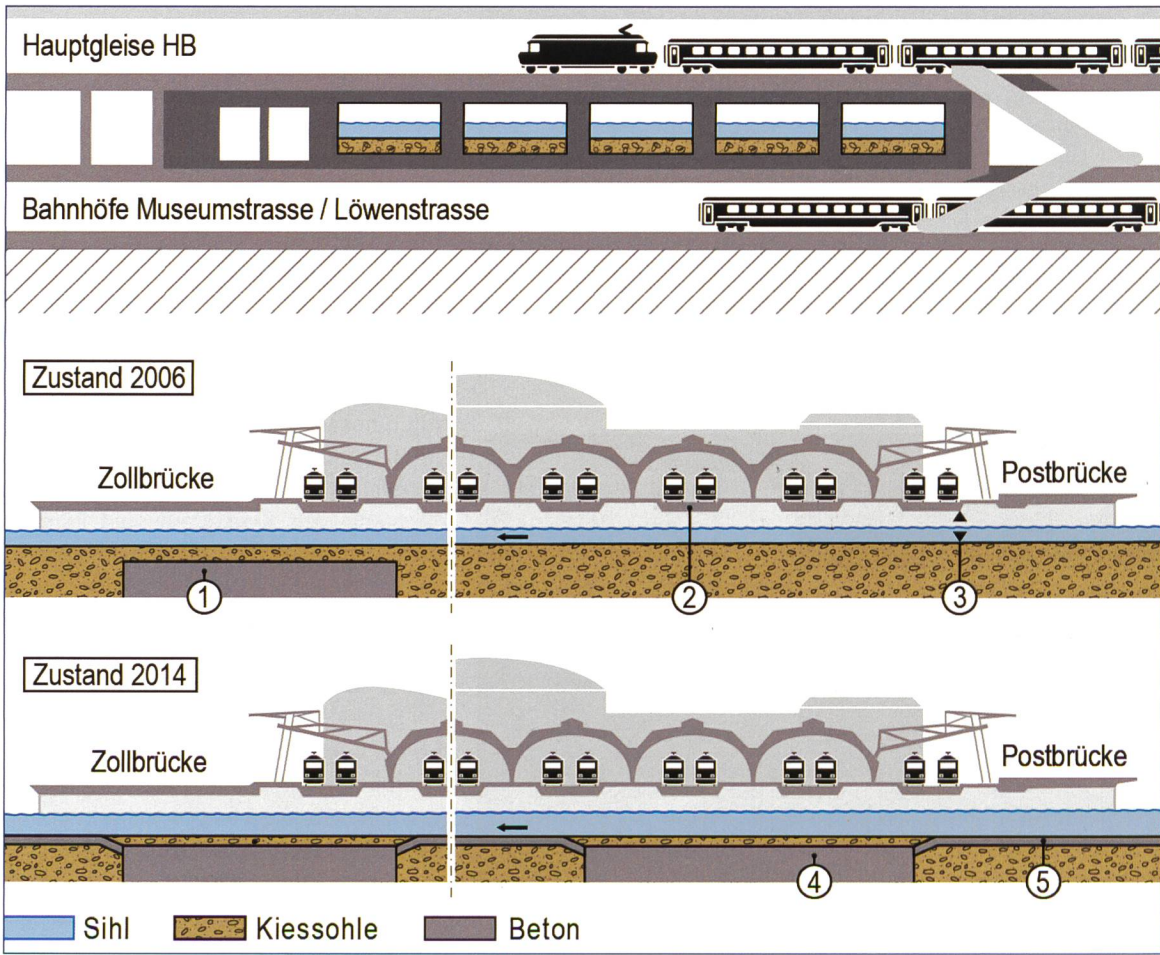 Hauptgleise HB
Bahnhöfe Museumstrasse / Löwenstrasse
Zustand 2006
Zollbrücke
Postbrücke
1
2
3
Zustand 2014
Zollbrücke
Postbrücke
4
5
Sihl
Kiessohle
Beton